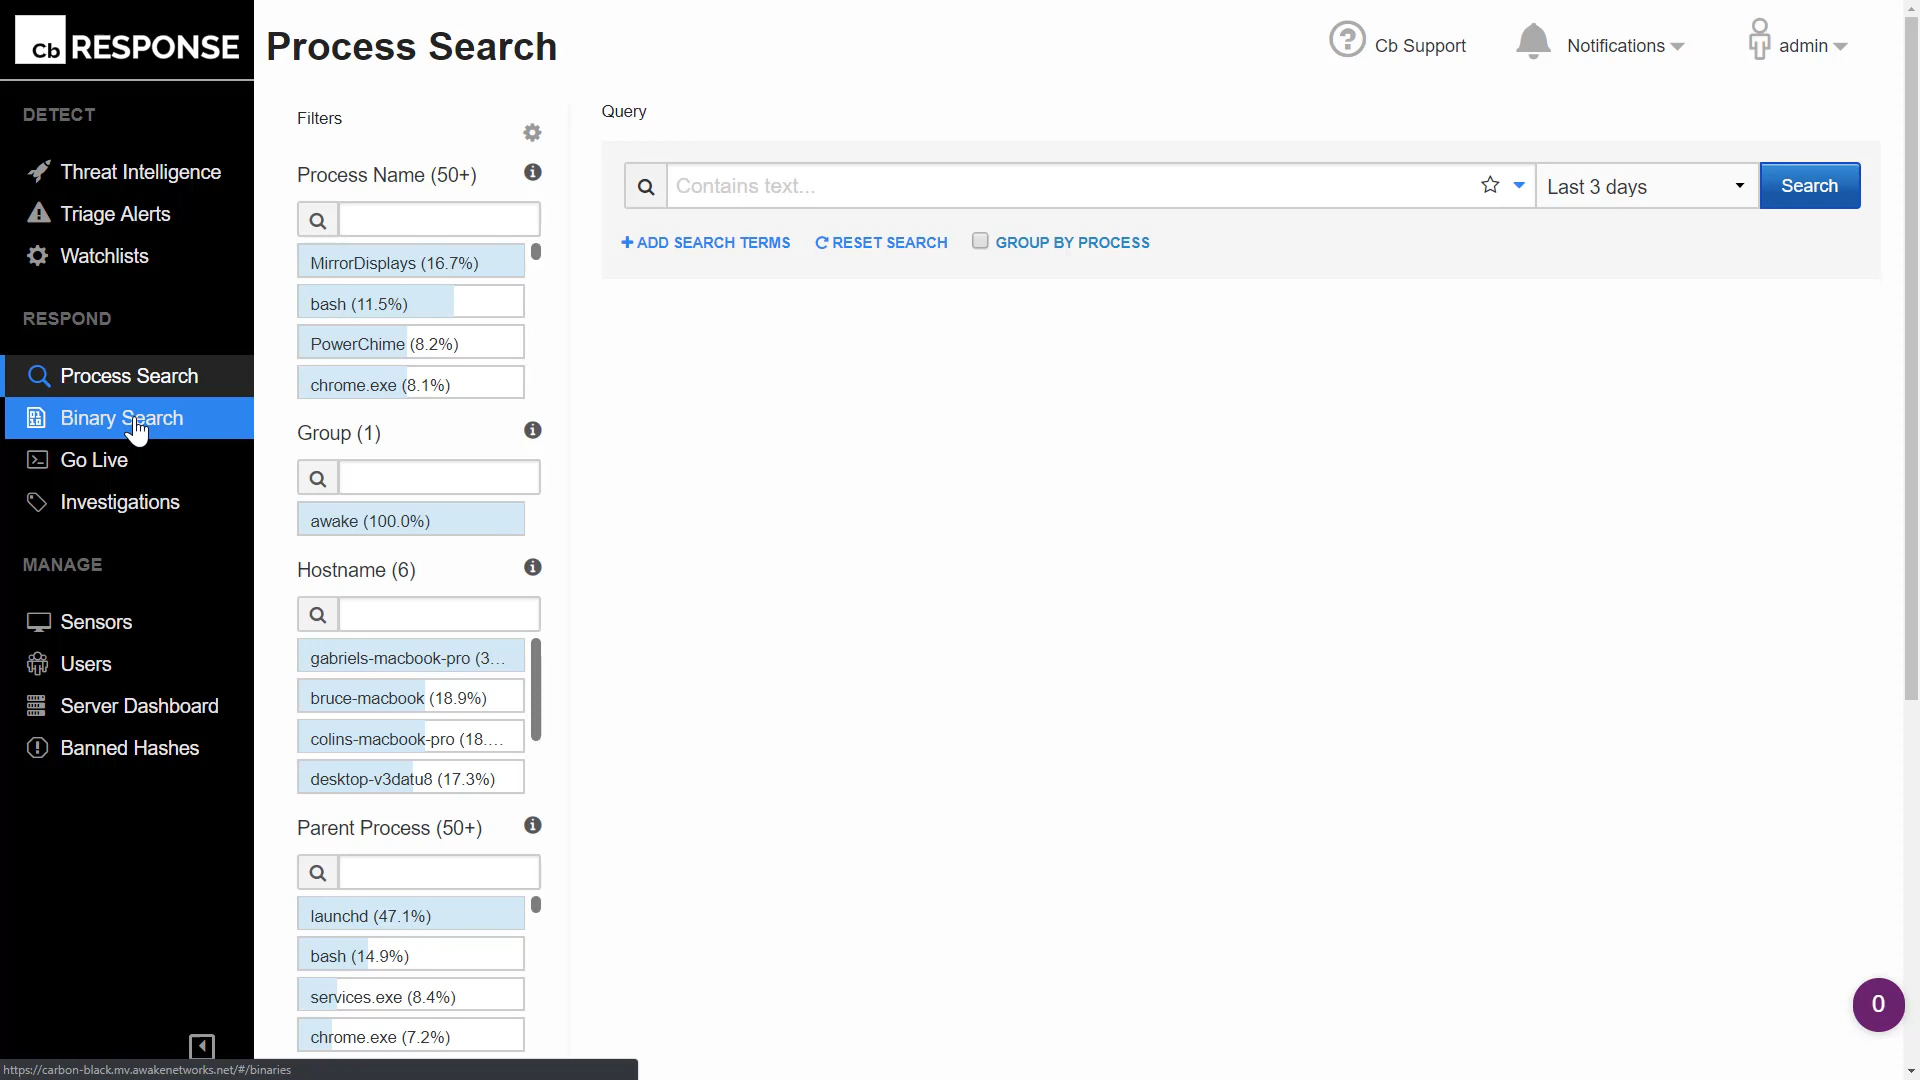 Cb RESPONSE
DETECT
Threat Intelligence
Triage Alerts
Watchlists
RESPOND
Process Search
Binary Search
Go Live
Investigations
MANAGE
Sensors
Users
Server Dashboard
Banned Hashes
https://carbon-black.mv.awakenetworks.net/#/binaries
Process Search
Cb Support
Notifications
admin
Filters
Process Name (50+)
MirrorDisplays (16.7%)
bash (11.5%)
PowerChime (8.2%)
chrome.exe (8.1%)
Group (1)
awake (100.0%)
Hostname (6)
gabriels-macbook-pro (3...
bruce-macbook (18.9%)
colins-macbook-pro (18....
desktop-v3datu8 (17.3%)
Parent Process (50+)
launchd (47.1%)
bash (14.9%)
services.exe (8.4%)
chrome.exe (7.2%)
Query
Contains text...
Last 3 days
Search
+ ADD SEARCH TERMS
RESET SEARCH
GROUP BY PROCESS
0